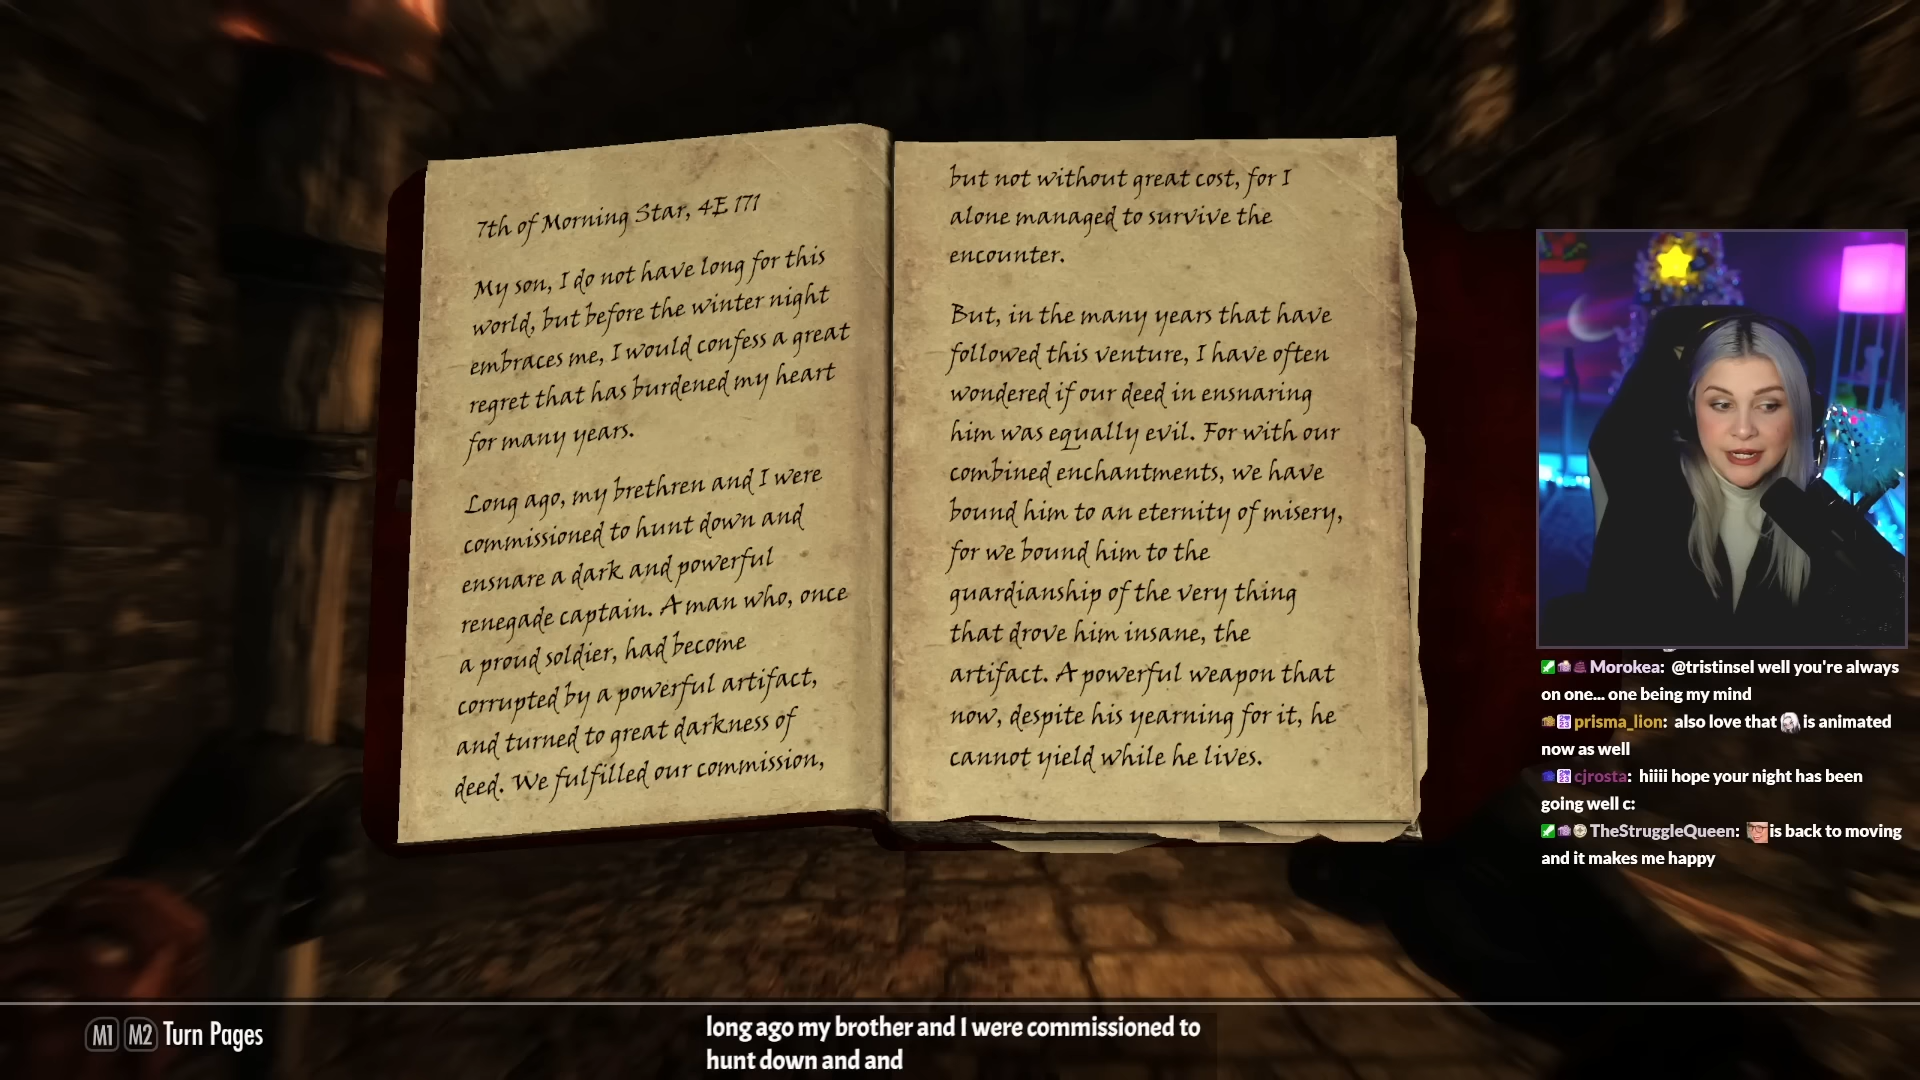 7th of Morning Star, 4E 171
My son, I do not have long for this
world, but before the winter night
embraces me, I would confess a great
regret that has burdened my heart
for many years.
Long ago, my brethren and I were
commissioned to hunt down and
ensnare a dark and powerful
renegade captain. A man who, once
a proud soldier, had become
corrupted by a powerful artifact,
and turned to great darkness of
deed. We fulfilled our commission,
but not without great cost, for I
alone managed to survive the
encounter.
But, in the many years that have
followed this venture, I have often
wondered if our deed in ensnaring
him was equally evil. For with our
combined enchantments, we have
bound him to an eternity of misery,
for we bound him to the
guardianship of the very thing
that drove him insane, the
artifact. A powerful weapon that
now, despite his yearning for it, he
cannot yield while he lives.
Morokea: @tristinsel well you're always
on one... one being my mind
prisma_lion: also love that is animated
now as well
cjrosta: hiiii hope your night has been
going well c:
TheStruggleQueen: is back to moving
and it makes me happy
M1 M2 Turn Pages
long ago my brother and I were commissioned to
hunt down and and